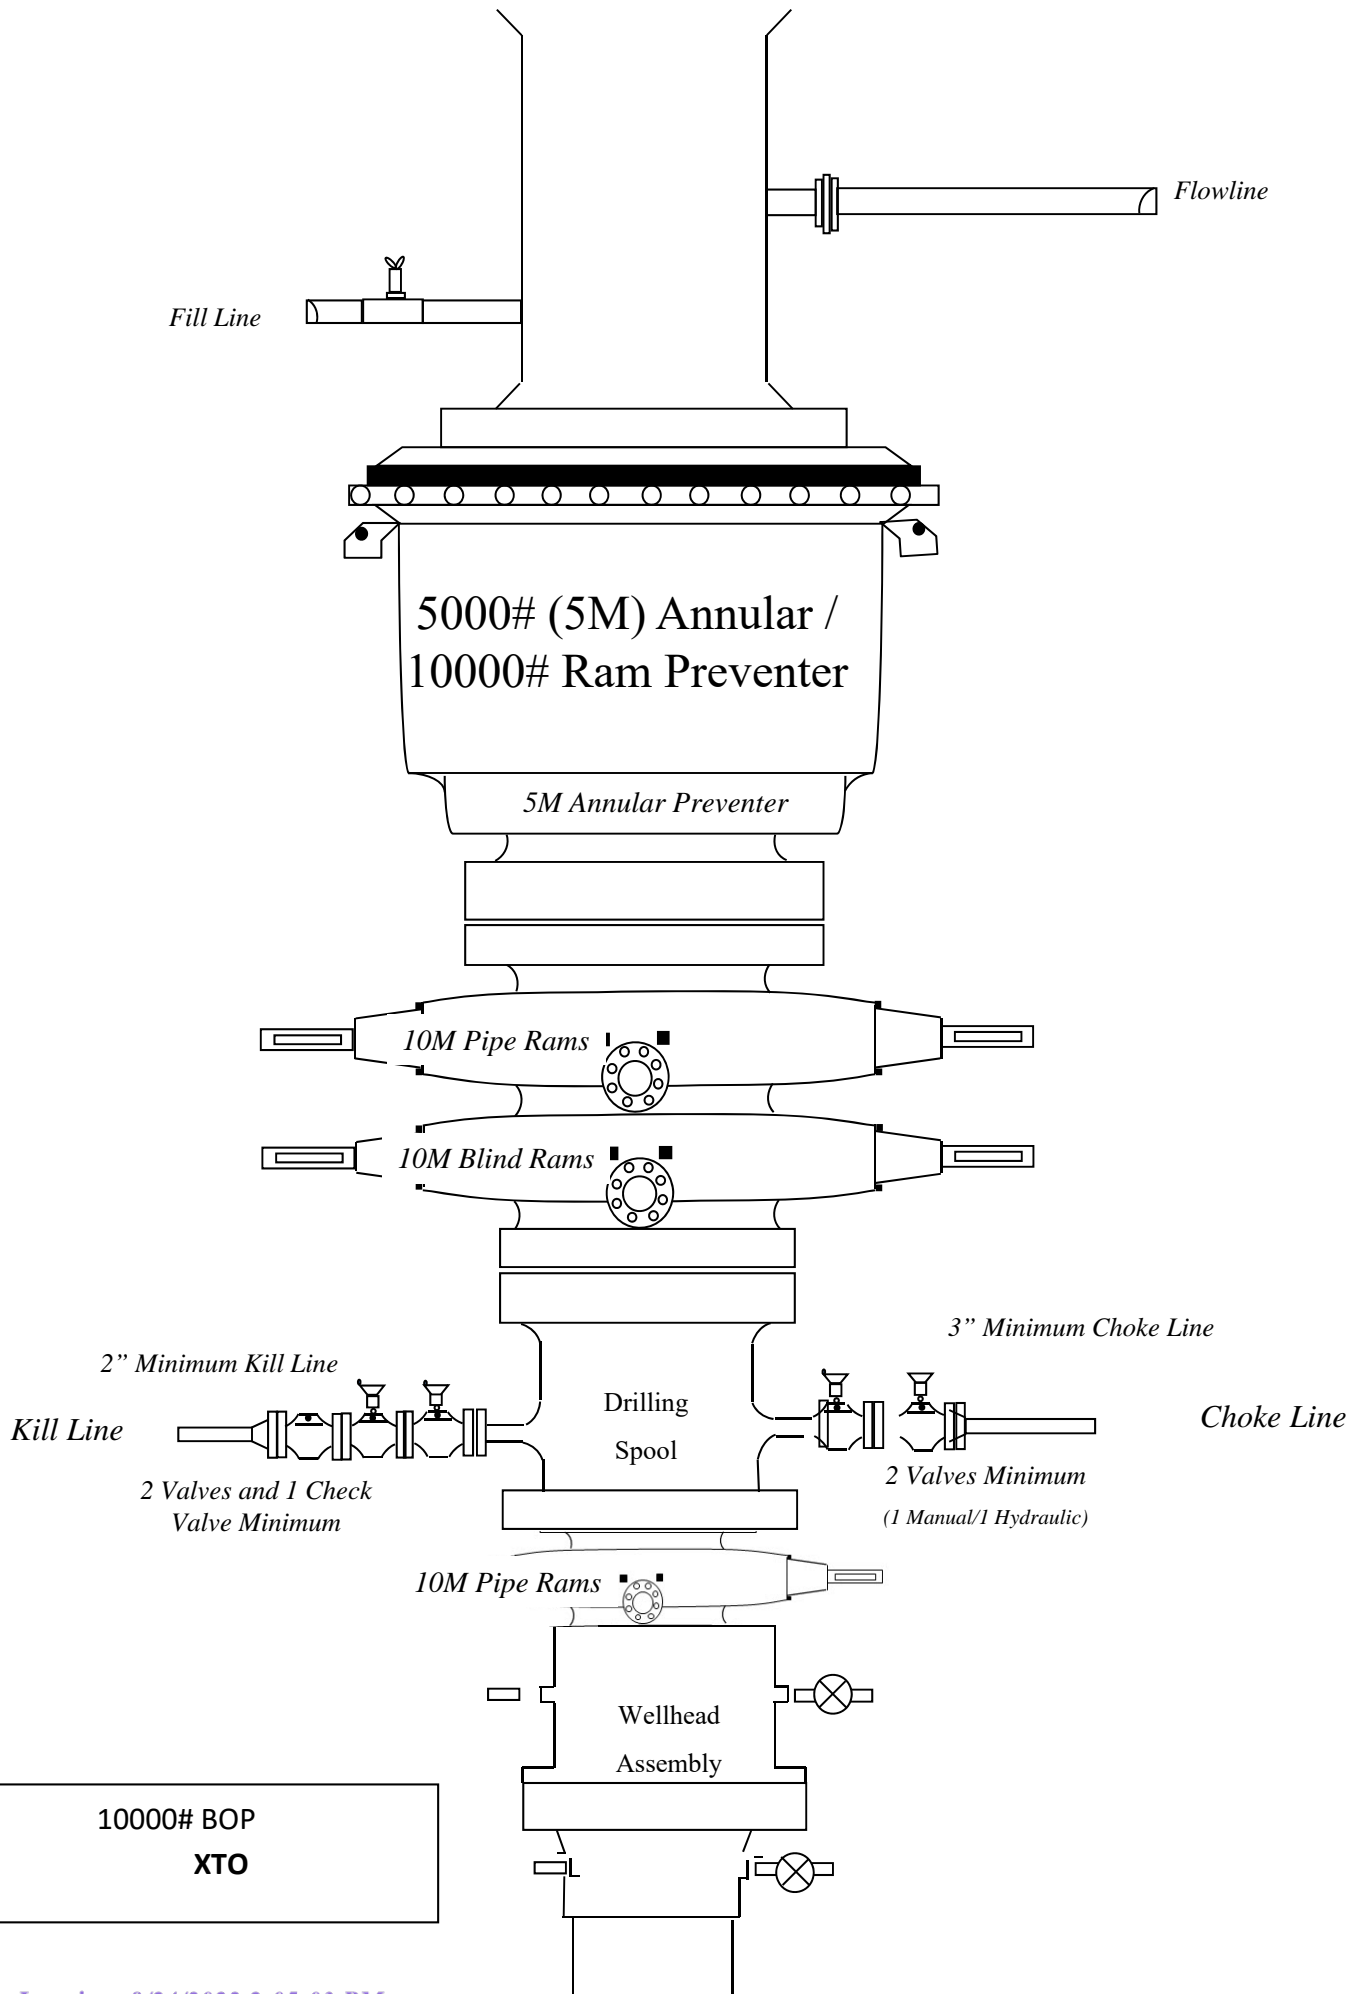 Flowline
Fill Line
5000# (5M) Annular /
10000# Ram Preventer
5M Annular Preventer
10M Pipe Rams
10M Blind Rams
3” Minimum Choke Line
2” Minimum Kill Line
Drilling
Spool
Kill Line
Choke Line
2 Valves and 1 Check
Valve Minimum
2 Valves Minimum
(1 Manual/1 Hydraulic)
10M Pipe Rams
Wellhead
Assembly
10000# BOP
XTO